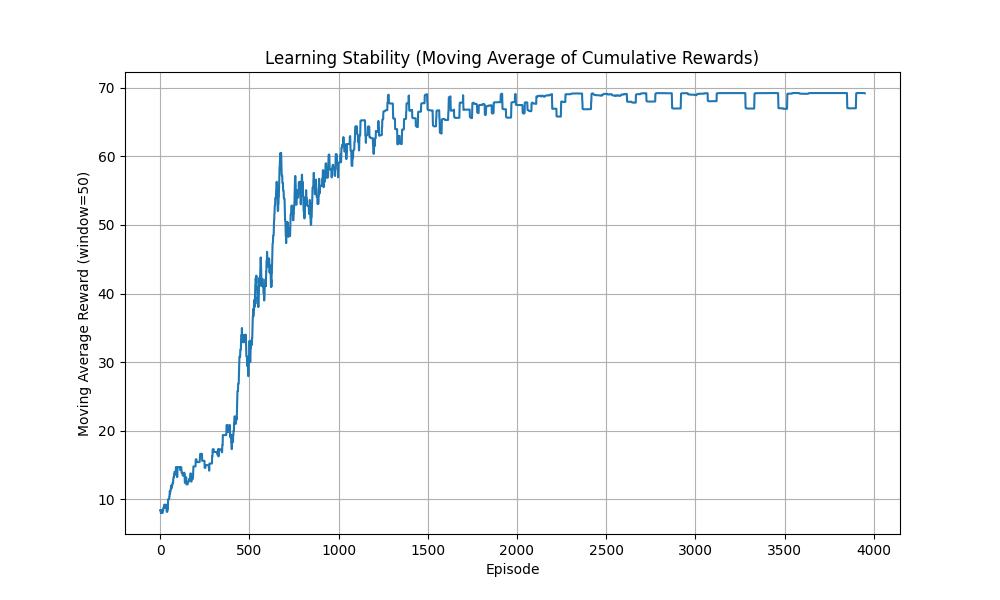 Learning Stability (Moving Average of Cumulative Rewards)
Moving Average Reward (window=50)
70
60
50
40
30
20
10
0 500 1000 1500 2000 2500 3000 3500 4000
Episode